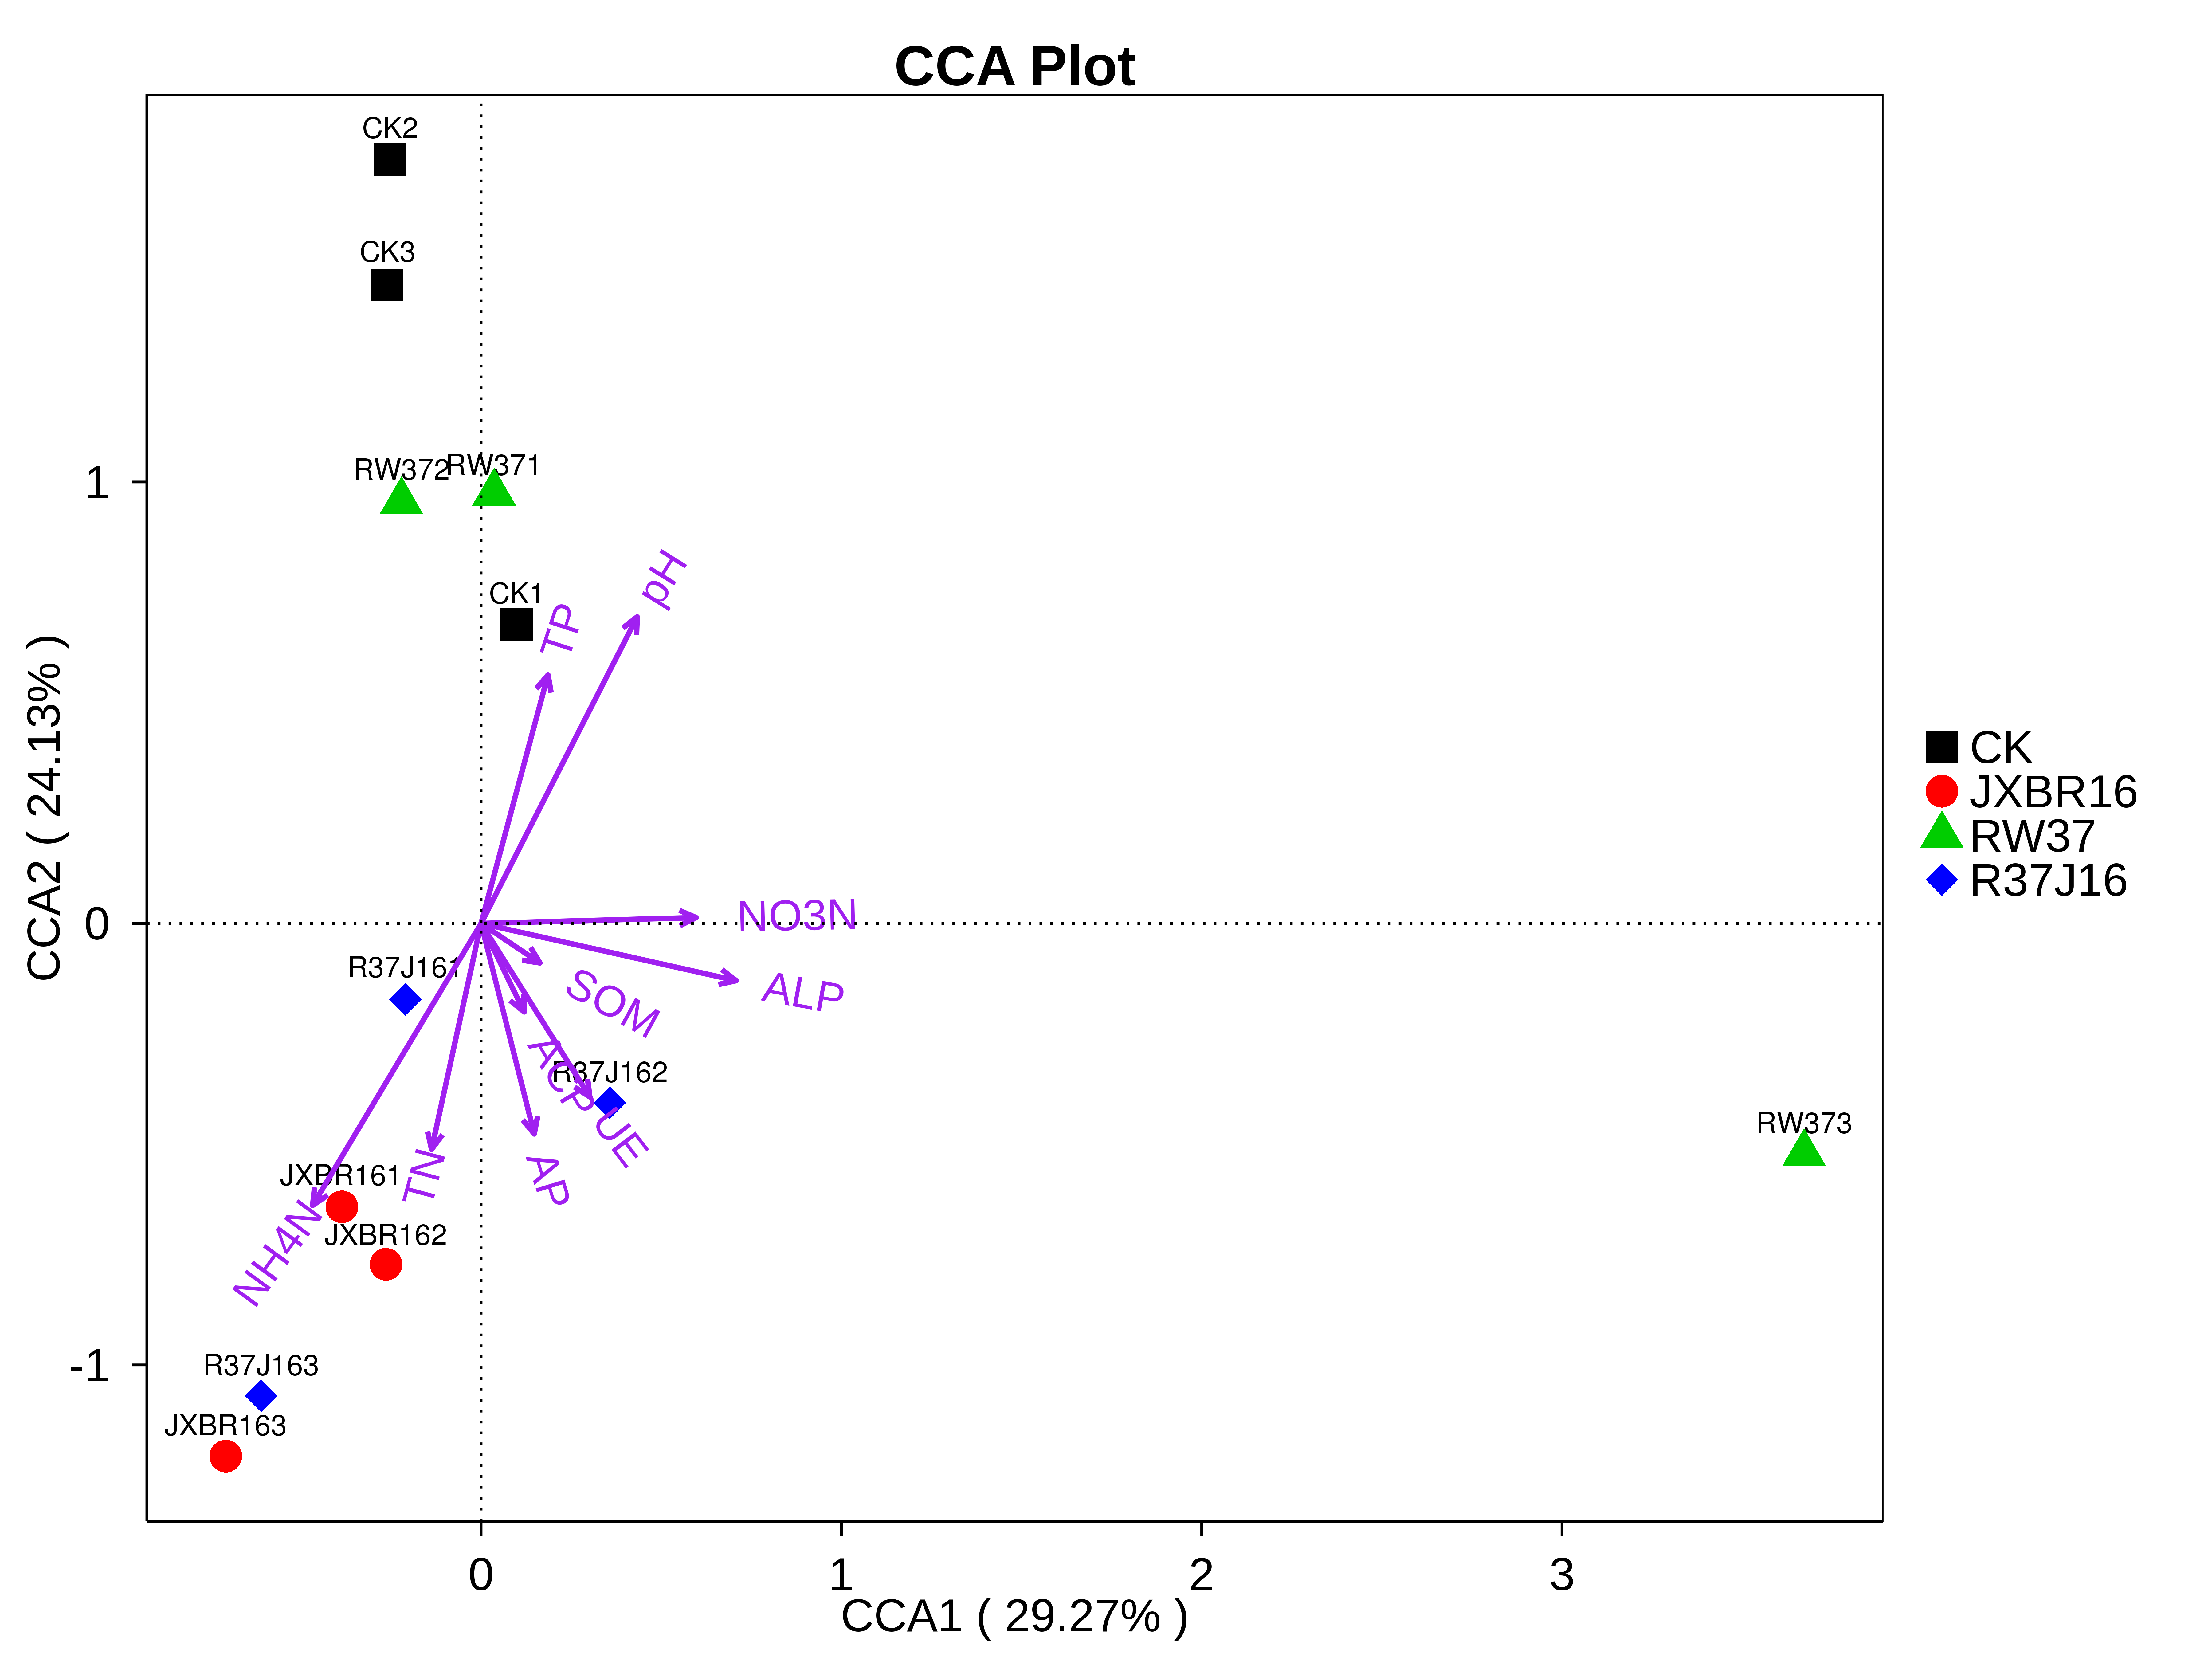 CCA Plot
CK2
CK3
RW372
RW371
pH
CK1
TP
1
CK
JXBR16
RW37
R37J16
CCA2 ( 24.13% )
NO3N
0
R37J161
SOM
ALP
ACP
R37J162
UE
RW373
TN
AP
JXBR161
NH4N
JXBR162
-1
R37J163
JXBR163
0
1
2
3
CCA1 ( 29.27% )